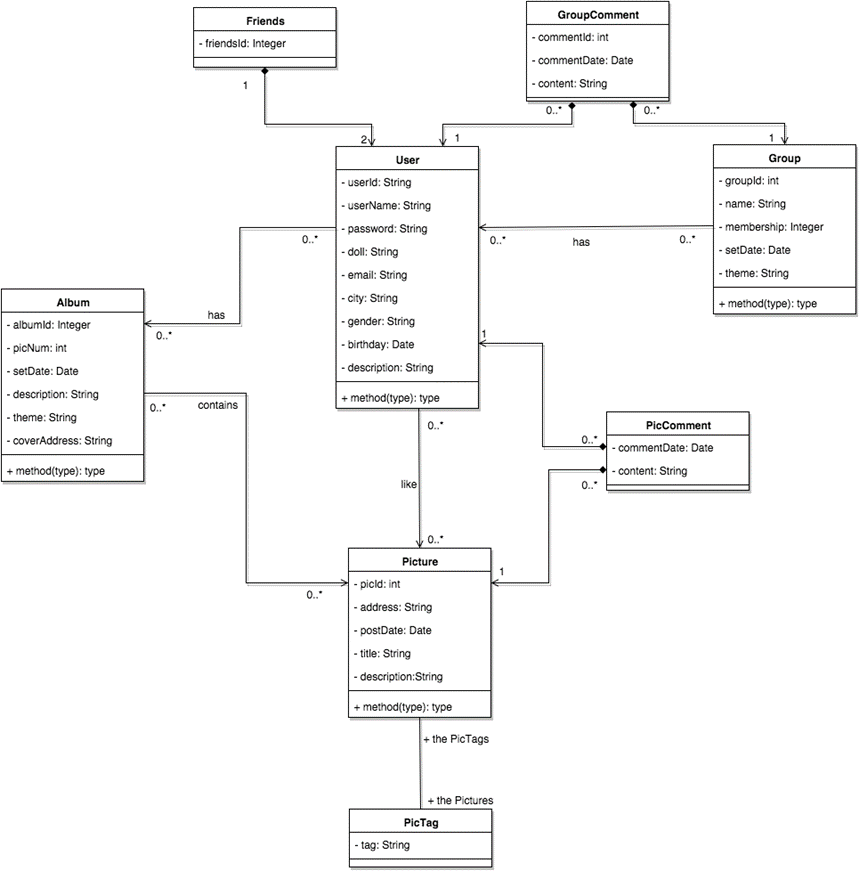 Friends
- friendsId: Integer
GroupComment
- commentId: int
- commentDate: Date
- content: String
1
2
0..*
1
0..*
1
User
- userId: String
- userName: String
- password: String
- doll: String
- email: String
- city: String
- gender: String
- birthday: Date
- description: String
+ method(type): type
Group
- groupId: int
- name: String
- membership: Integer
- setDate: Date
- theme: String
+ method(type): type
0..*
has
0..*
0..*
has
0..*
Album
- albumId: Integer
- picNum: int
- setDate: Date
- description: String
- theme: String
- coverAddress: String
+ method(type): type
0..*
contains
0..*
1
0..*
PicComment
- commentDate: Date
- content: String
0..*
1
0..*
like
0..*
Picture
- picId: int
- address: String
- postDate: Date
- title: String
- description:String
+ method(type): type
+ the PicTags
+ the Pictures
PicTag
- tag: String